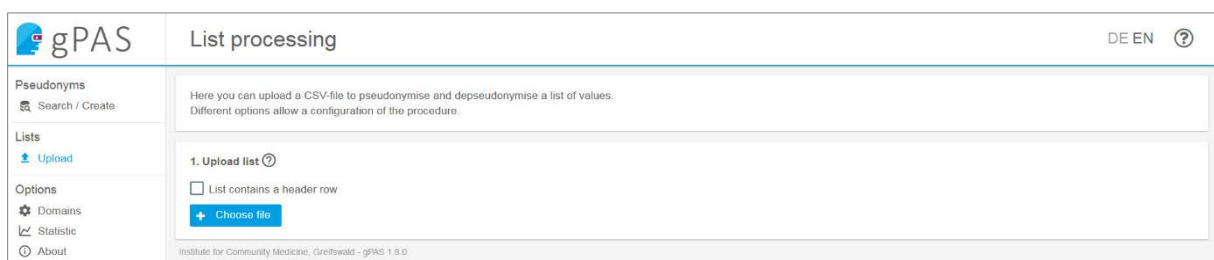 gPAS
List processing
DE EN
Pseudonyms
Search / Create
Lists
Upload
Options
Domains
Statistic
About
Here you can upload a CSV-file to pseudonymise and depseudonymise a list of values.
Different options allow a configuration of the procedure.
1. Upload list
List contains a header row
+ Choose file
Institute for Community Medicine, Greifswald - gPAS 1.8.0